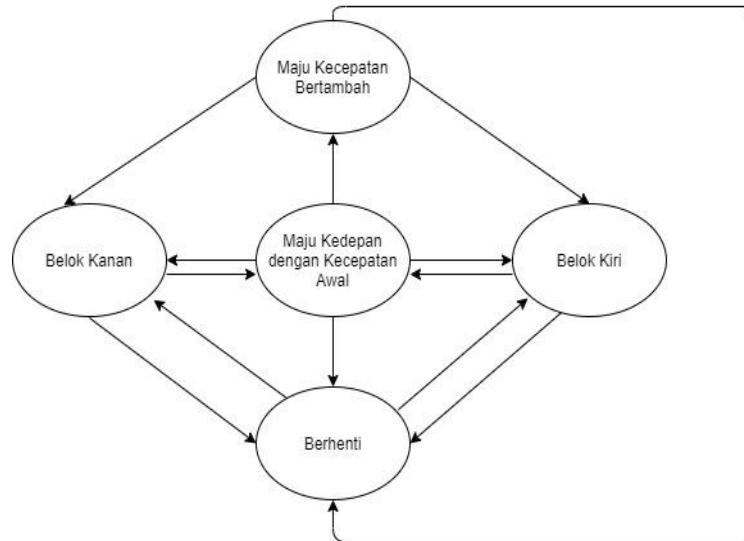 Maju Kecepatan
Bertambah
Belok Kanan
Maju Kedepan
dengan Kecepatan
Awal
Belok Kiri
Berhenti